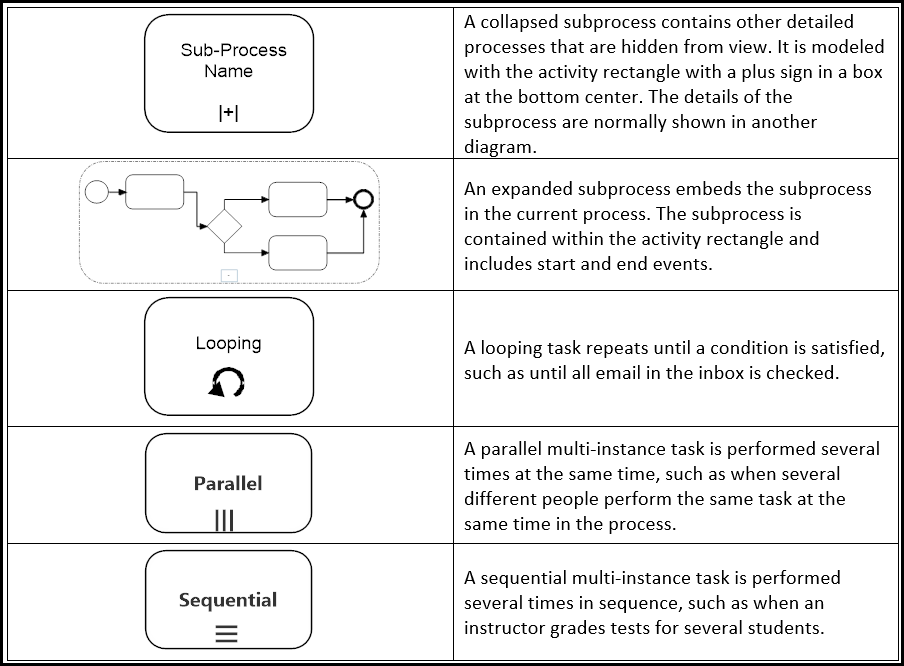 Sub-Process
Name
|+|
A collapsed subprocess contains other detailed
processes that are hidden from view. It is modeled
with the activity rectangle with a plus sign in a box
at the bottom center. The details of the
subprocess are normally shown in another
diagram.
An expanded subprocess embeds the subprocess
in the current process. The subprocess is
contained within the activity rectangle and
includes start and end events.
Looping
A looping task repeats until a condition is satisfied,
such as until all email in the inbox is checked.
Parallel
A parallel multi-instance task is performed several
times at the same time, such as when several
different people perform the same task at the
same time in the process.
Sequential
A sequential multi-instance task is performed
several times in sequence, such as when an
instructor grades tests for several students.